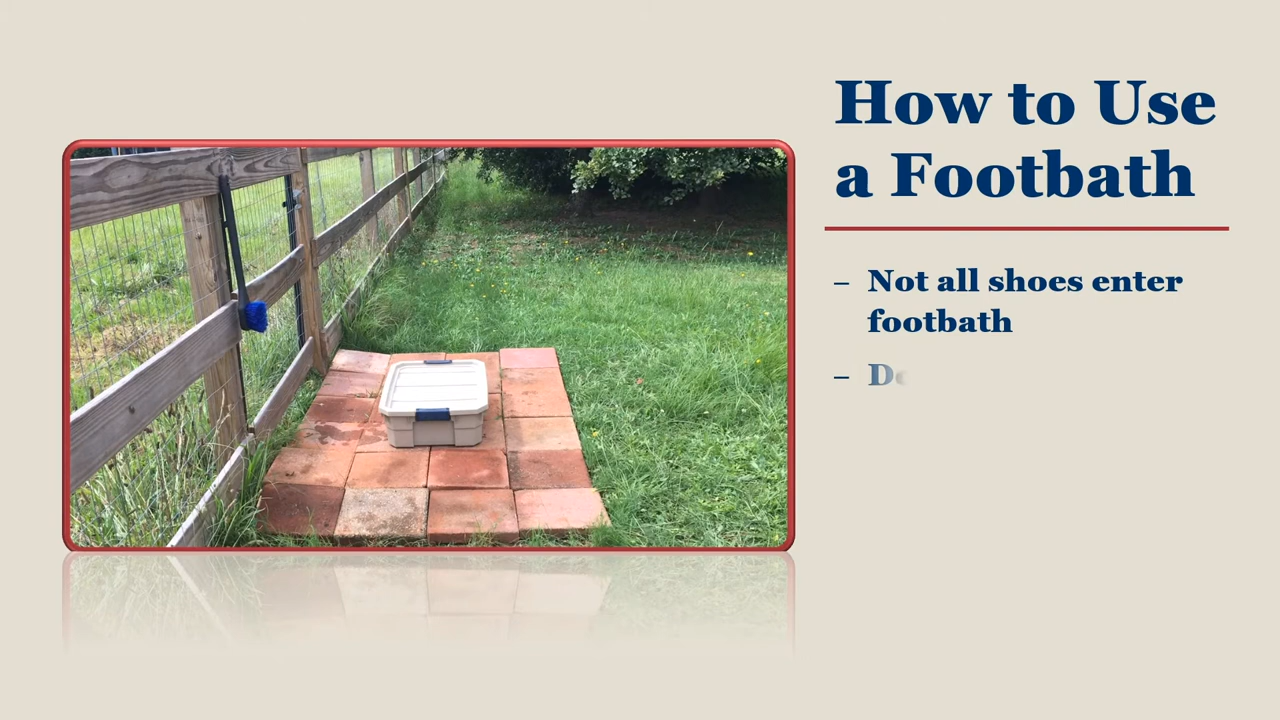 How to Use
a Footbath
– Not all shoes enter
footbath
–